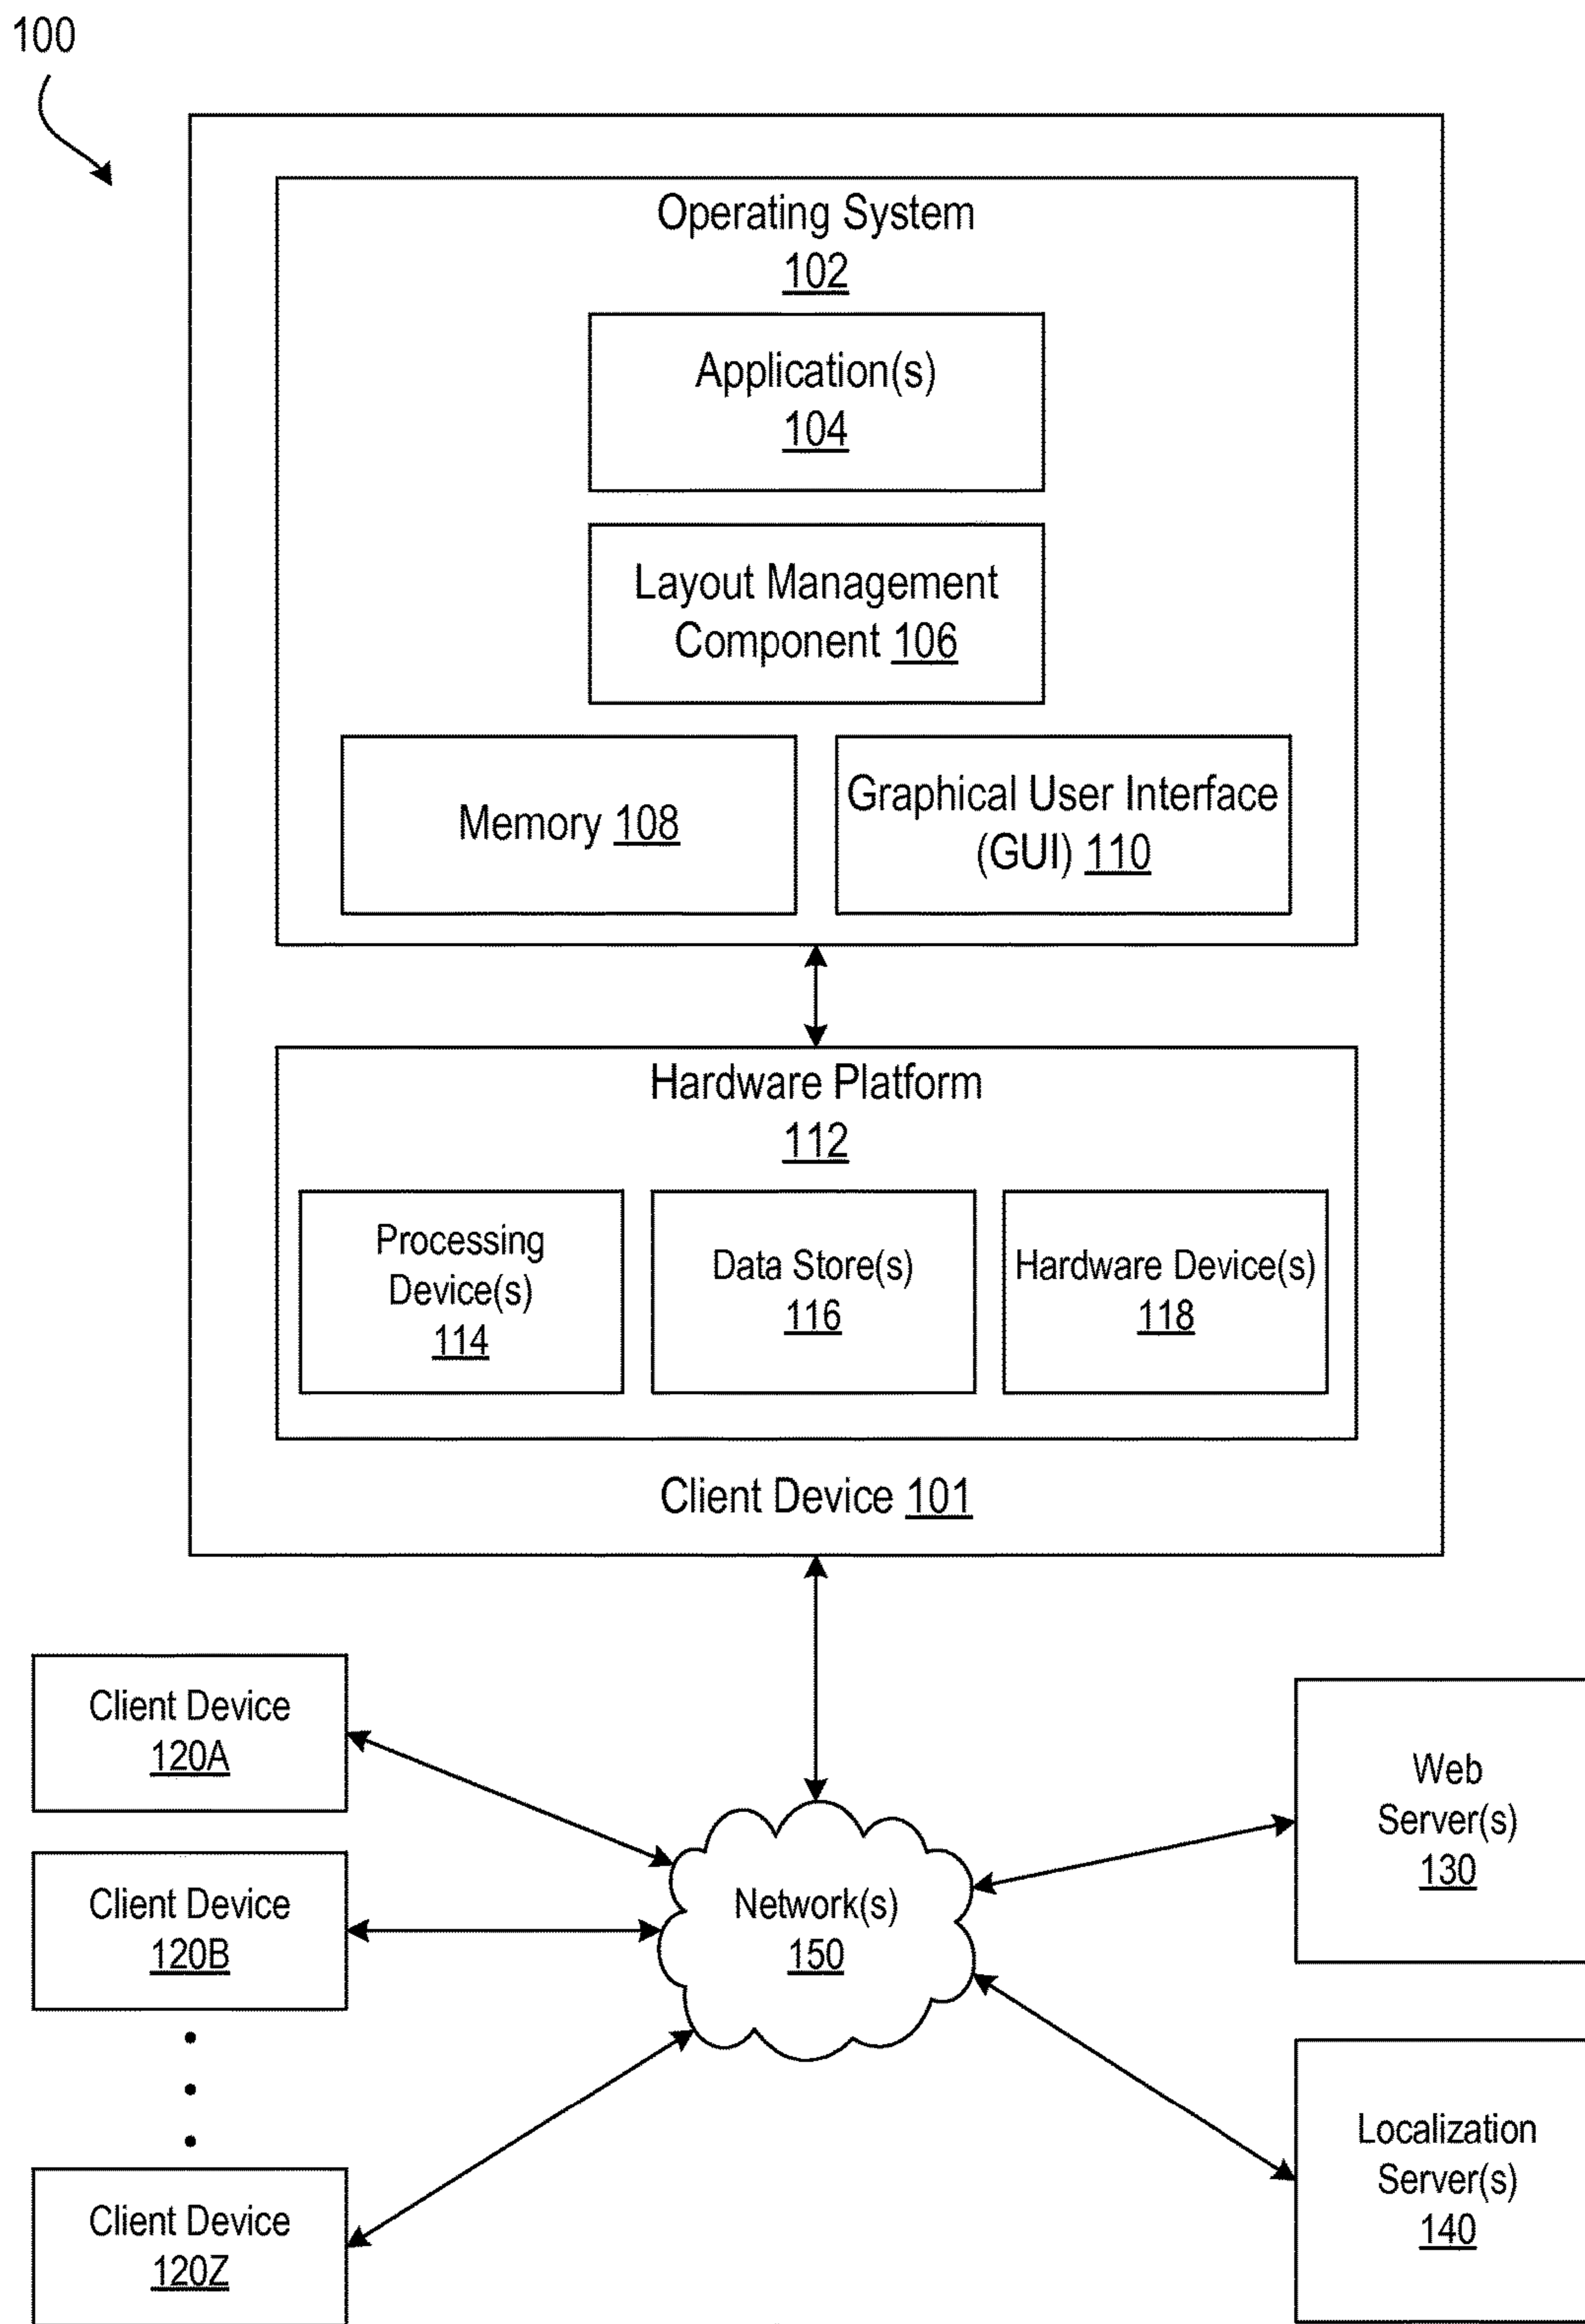 100
Operating System
102
Application(s)
104
Layout Management
Component 106
Memory 108
Graphical User Interface
(GUI) 110
Hardware Platform
112
Processing
Device(s)
114
Data Store(s)
116
Hardware Device(s)
118
Client Device 101
Client Device
120A
Client Device
120B
Client Device
120Z
Network(s)
150
Web
Server(s)
130
Localization
Server(s)
140